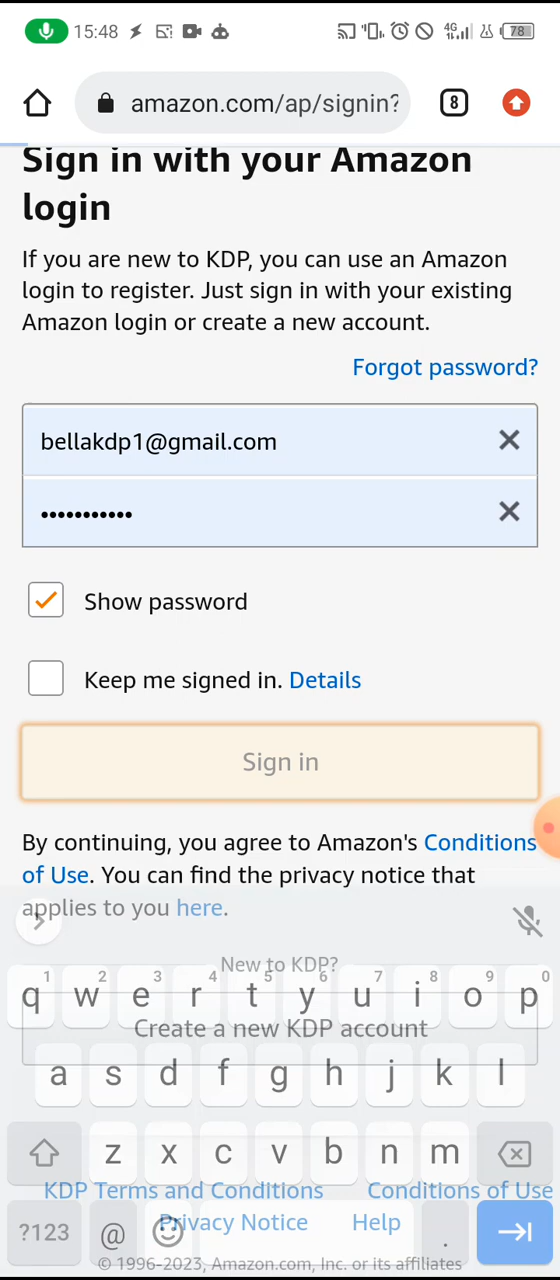 15:48 4G 78
amazon.com/ap/signin? 8
Sign in with your Amazon
login
If you are new to KDP, you can use an Amazon
login to register. Just sign in with your existing
Amazon login or create a new account.
Forgot password?
bellakdp1@gmail.com
•••••••••••
Show password
Keep me signed in. Details
Sign in
By continuing, you agree to Amazon's Conditions
of Use. You can find the privacy notice that
applies to you here.
New to KDP?
1 2 3 4 5 6 7 8 9 0
q w e r t y u i o p
Create a new KDP account
a s d f g h j k l
z x c v b n m
KDP Terms and Conditions Conditions of Use
Privacy Notice Help
?123 @ .
© 1996-2023, Amazon.com, Inc. or its affiliates